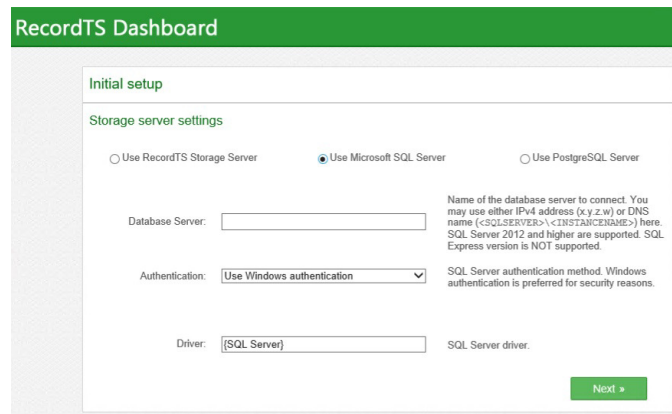 RecordTS Dashboard
Initial setup
Storage server settings
Use RecordTS Storage Server
Use Microsoft SQL Server
Use PostgreSQL Server
Database Server:
Name of the database server to connect. You
may use either IPv4 address (x.y.z.w) or DNS
name (<SQLSERVER>\<INSTANCENAME>) here.
SQL Server 2012 and higher are supported. SQL
Express version is NOT supported.
Authentication:
Use Windows authentication
SQL Server authentication method. Windows
authentication is preferred for security reasons.
Driver:
{SQL Server}
SQL Server driver.
Next »